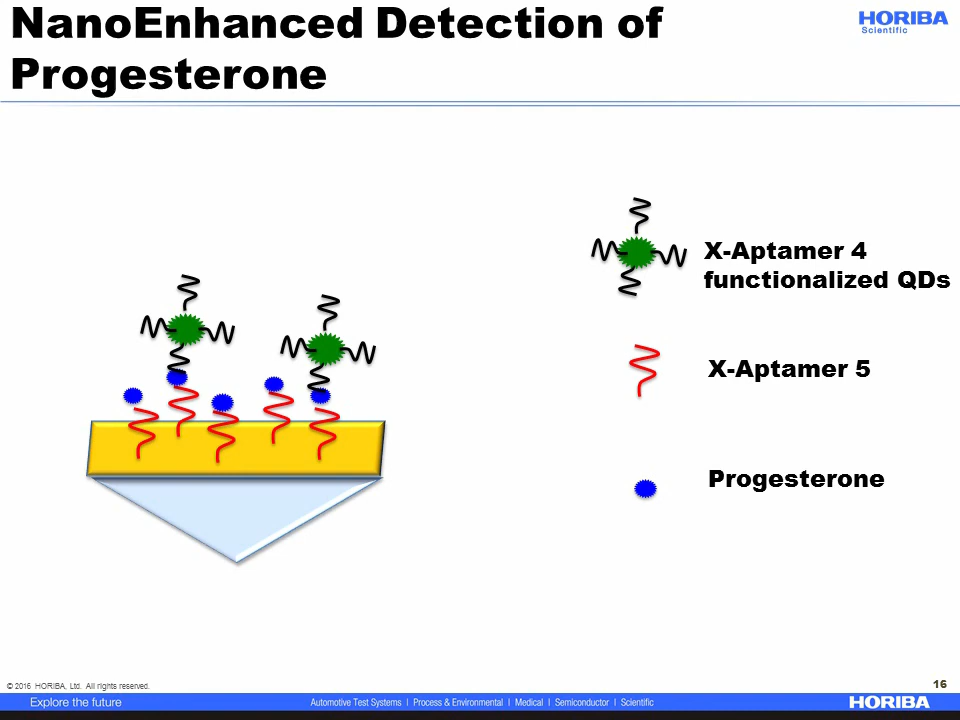 NanoEnhanced Detection of
Progesterone
HORIBA
Scientific
X-Aptamer 4
functionalized QDs
X-Aptamer 5
Progesterone
© 2016 HORIBA, Ltd. All rights reserved.
16
Explore the future
Automotive Test Systems | Process & Environmental | Medical | Semiconductor | Scientific
HORIBA